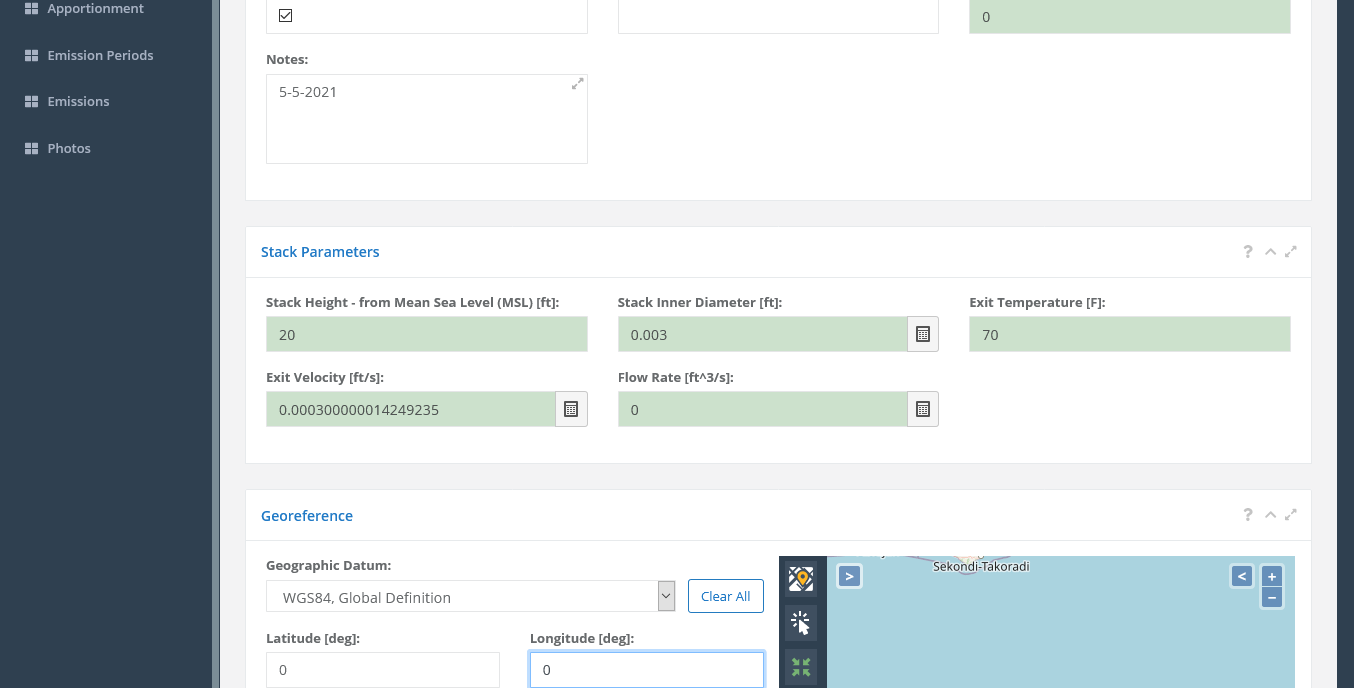 Apportionment
Emission Periods
Emissions
Photos
0
Notes:
5-5-2021
Stack Parameters
?
Stack Height - from Mean Sea Level (MSL) [ft]:
Stack Inner Diameter [ft]:
Exit Temperature [F]:
20
0.003
70
Exit Velocity [ft/s]:
Flow Rate [ft^3/s]:
0.000300000014249235
0
Georeference
?
Geographic Datum:
WGS84, Global Definition
Clear All
Latitude [deg]:
Longitude [deg]:
0
0
Sekondi-Takoradi
>
<
+
−